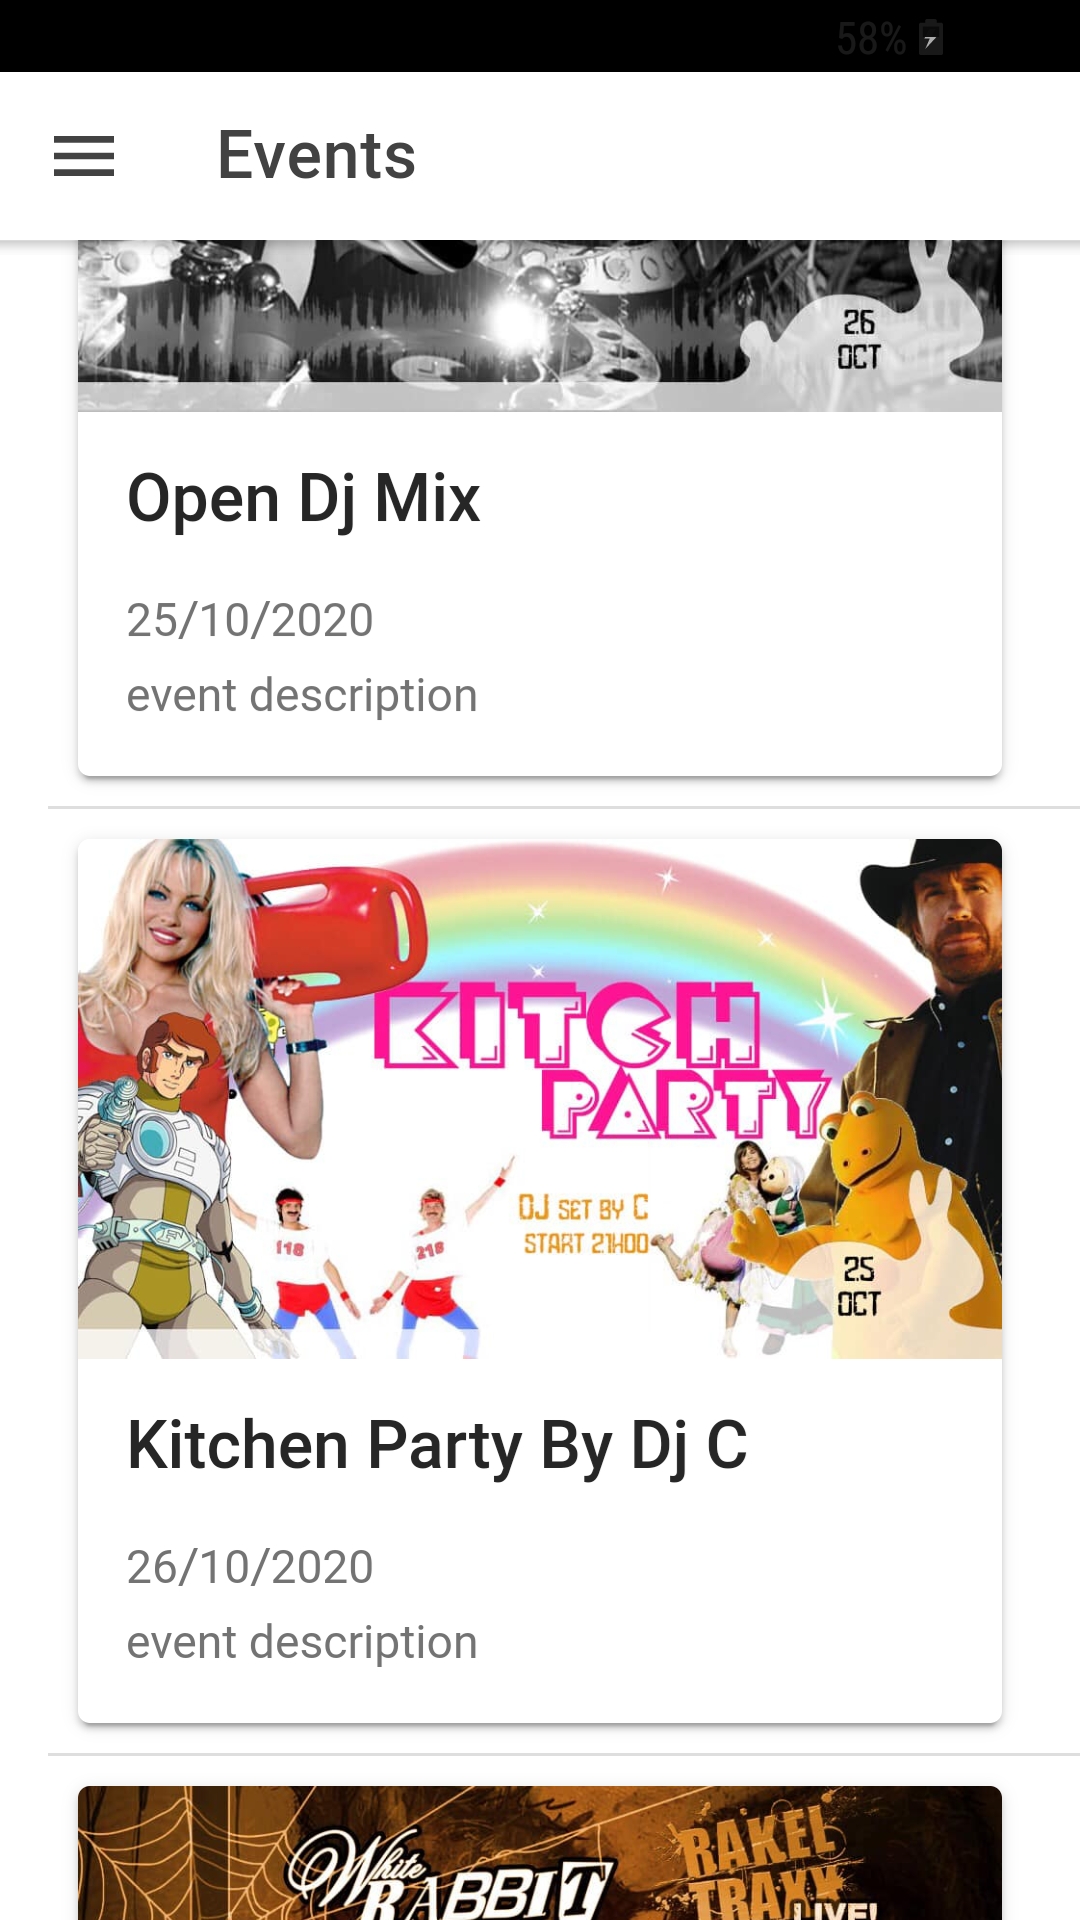 58%
Events
26
OCT
Open Dj Mix
25/10/2020
event description
KITCH
PARTY
DJ SET BY C
START 21H00
118
218
F
25
OCT
Kitchen Party By Dj C
26/10/2020
event description
White
RABBIT
RAKEL
TRAXX
LIVE!